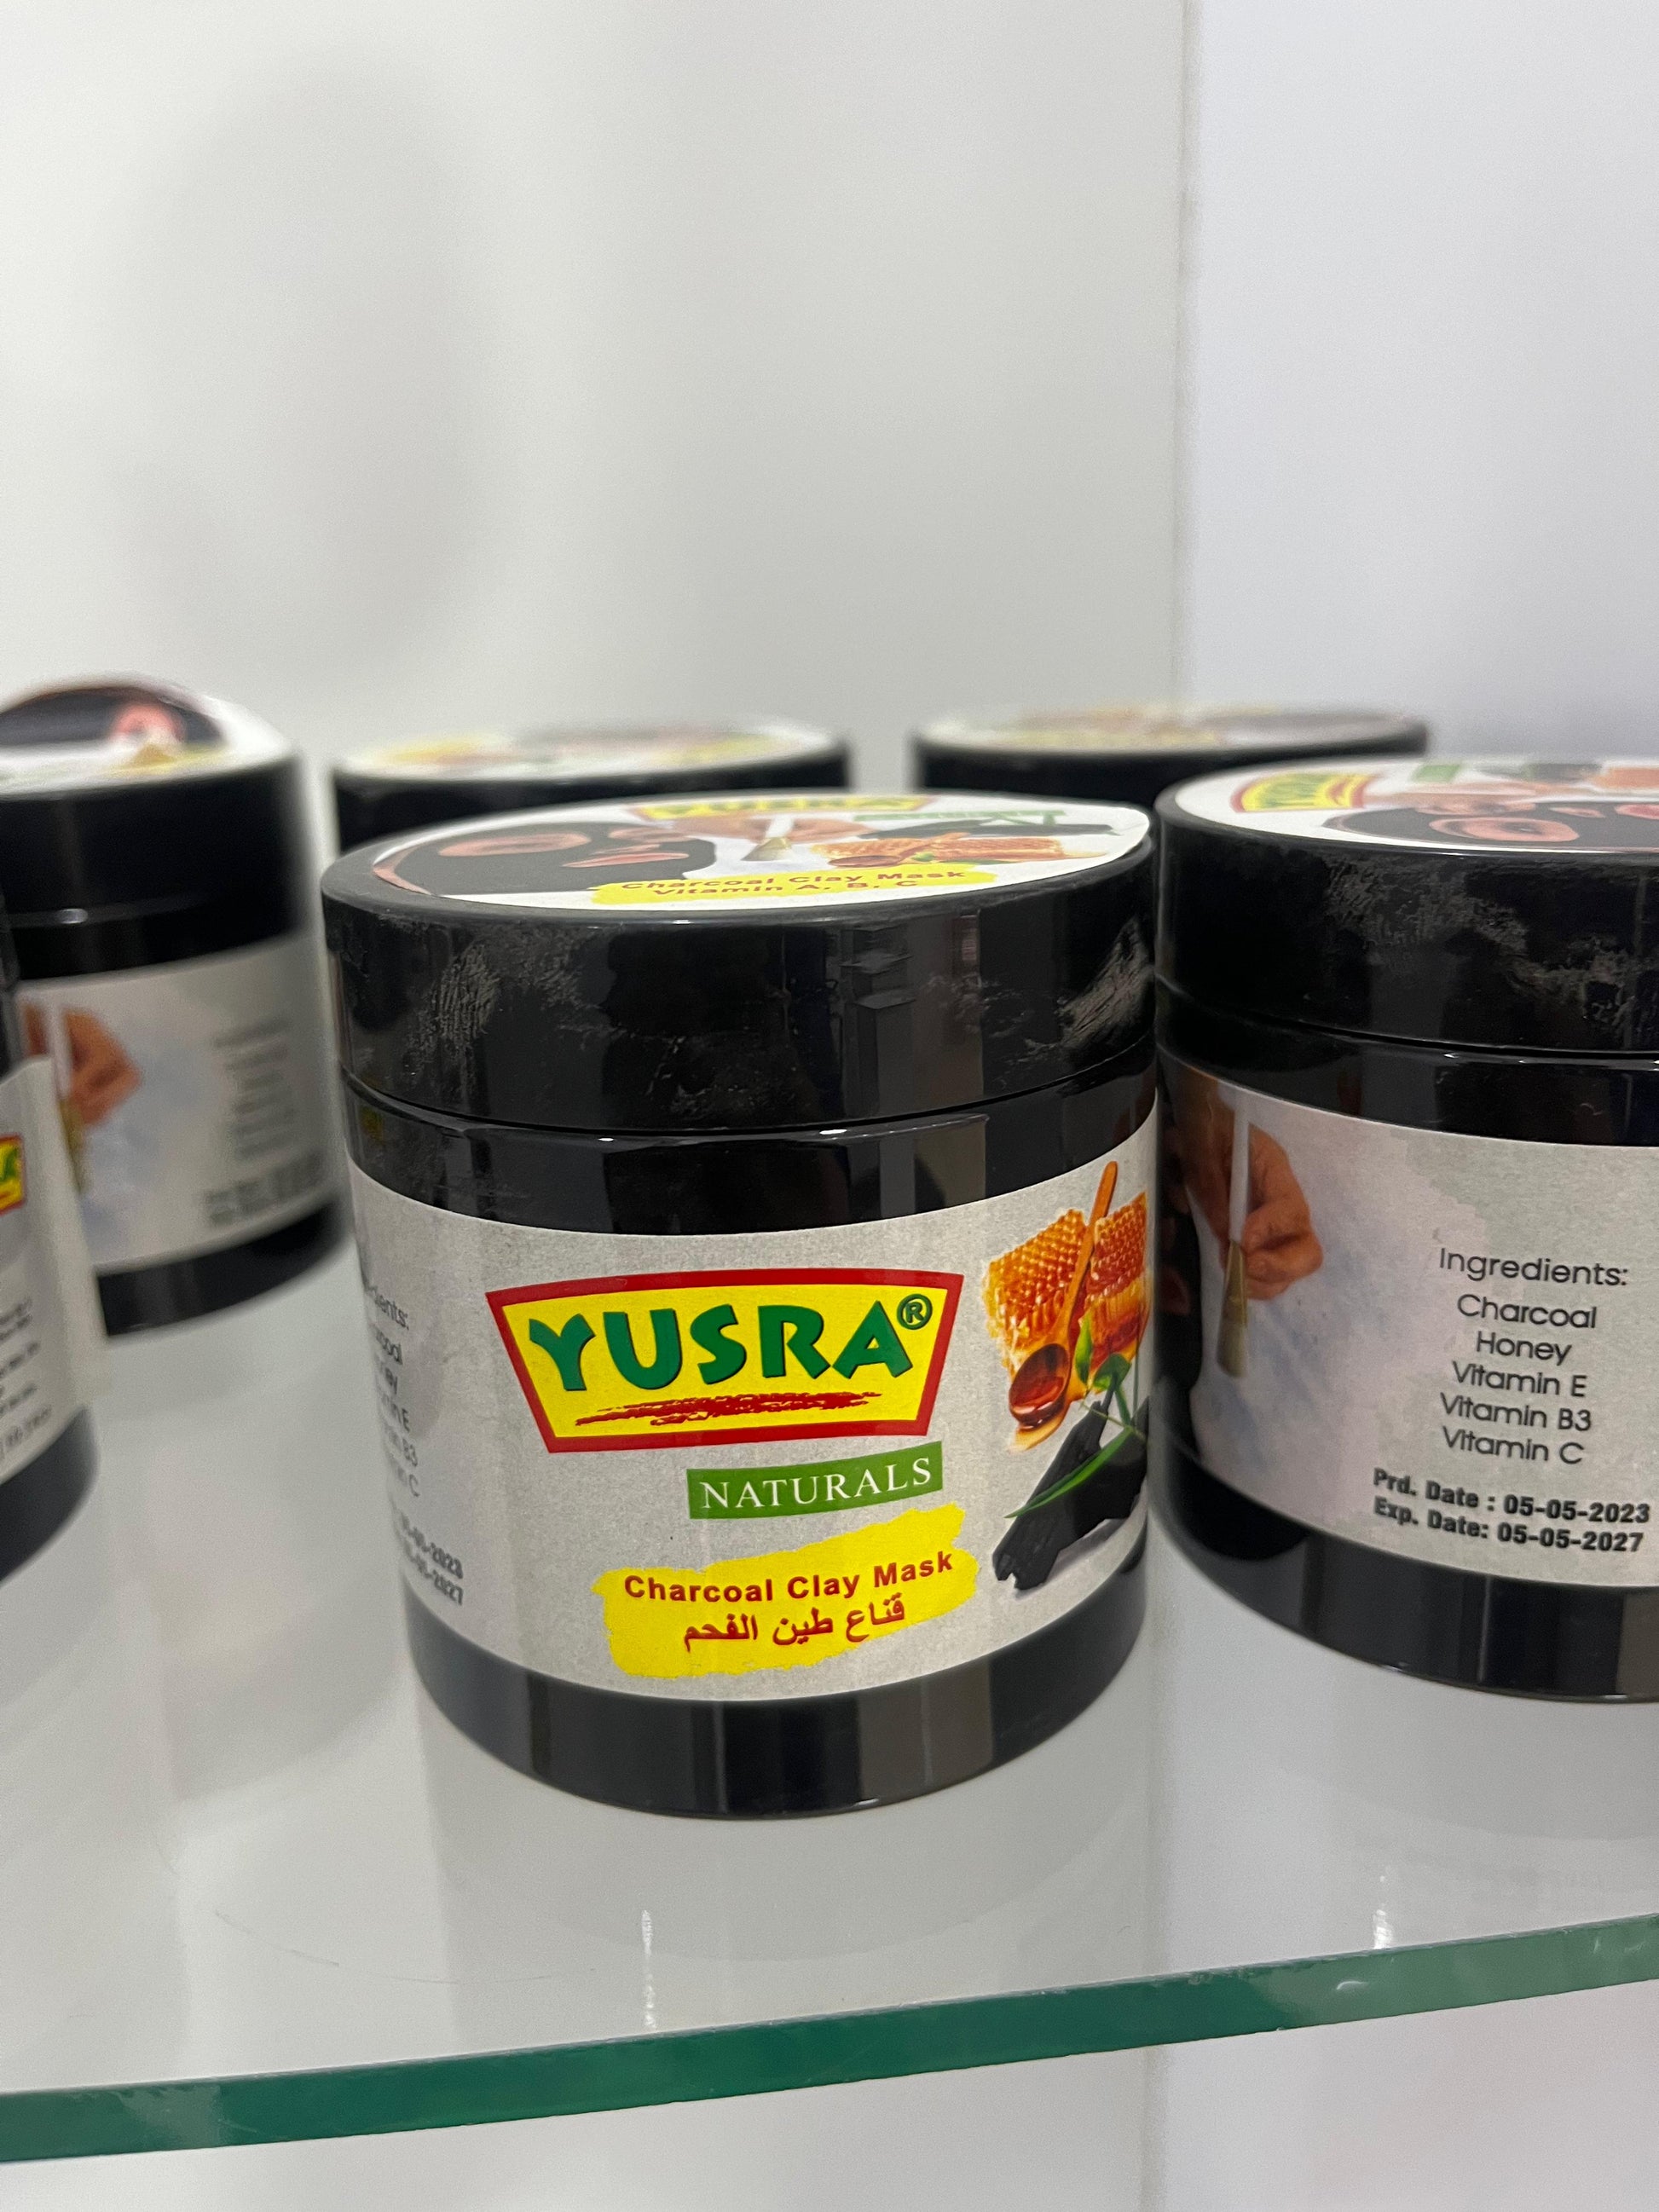 YUSRA
Charcoal Clay Mask
Vitamin A, B, C
YUSRA®
NATURALS
Charcoal Clay Mask
قناع طين الفحم
Ingredients:
Charcoal
Honey
Vitamin E
Vitamin B3
Vitamin C
Prd. Date : 05-05-2023
Exp. Date: 05-05-2027